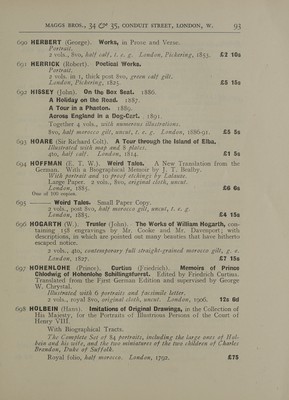 MAGGS BROS., 34 & 35, CONDUIT STREET, LONDON, W. 93
690 HERBERT (George). Works, in Prose and Verse.
Portrait.
2 vols., 8vo, half calf, t. e. g. London, Pickering, 1853. £2 10s
691 HERRICK (Robert). Poetical Works.
Portrait.
2 vols. in 1, thick post 8vo, green calf gilt.
London, Pickering, 1825. £5 15s
692 HISSEY (John). On the Box Seat. 1886.
A Holiday on the Road. 1887.
A Tour in a Phaeton. 1889.
Across England in a Dog-Cart. 1891.
Together 4 vols., with numerous illustrations.
8vo, half morocco gilt, uncut, t. e. g. London, 1886-91. £5 5s
693 HOARE (Sir Richard Colt). A Tour through the Island of Elba.
Illustrated with map and 8 plates.
4to, half calf. London, 1814. £1 5s
694 HOFFMAN (E. T. W.). Weird Tales. A New Translation from the
German. With a Biographical Memoir by J. T. Bealby.
With portrait and 10 proof etchings by Lalauze.
Large Paper. 2 vols., 8vo, original cloth, uncut.
London, 1885. £6 6s
One of 100 copies.
695 ——— Weird Tales. Small Paper Copy.
2 vols., post 8vo, half morocco gilt, uncut, t. e. g.
London, 1885. £4 15s
696 HOGARTH (W.). Trusler (John). The Works of William Hogarth, con-
taining 158 engravings by Mr. Cooke and Mr. Davenport; with
descriptions, in which are pointed out many beauties that have hitherto
escaped notice.
2 vols., 4to, contemporary full straight-grained morocco gilt, g. e.
London, 1827. £7 15s
697 HOHENLOHE (Prince). Curtius (Friedrich). Memoirs of Prince
Chlodwig of Hohenlohe Schillingsfuerst. Edited by Friedrich Curtius.
Translated from the First German Edition and supervised by George
W. Chrystal.
Illustrated with 6 portraits and facsimile letter.
2 vols., royal 8vo, original cloth, uncut. London, 1906. 12s 6d
698 HOLBEIN (Hans). Imitations of Original Drawings, in the Collection of
His Majesty, for the Portraits of Illustrious Persons of the Court of
Henry VIII.
With Biographical Tracts.
The Complete Set of 84 portraits, including the large ones of Hol-
bein and his wife, and the two miniatures of the two children of Charles
Brandon, Duke of Suffolk.
Royal folio, half morocco. London, 1792. £75